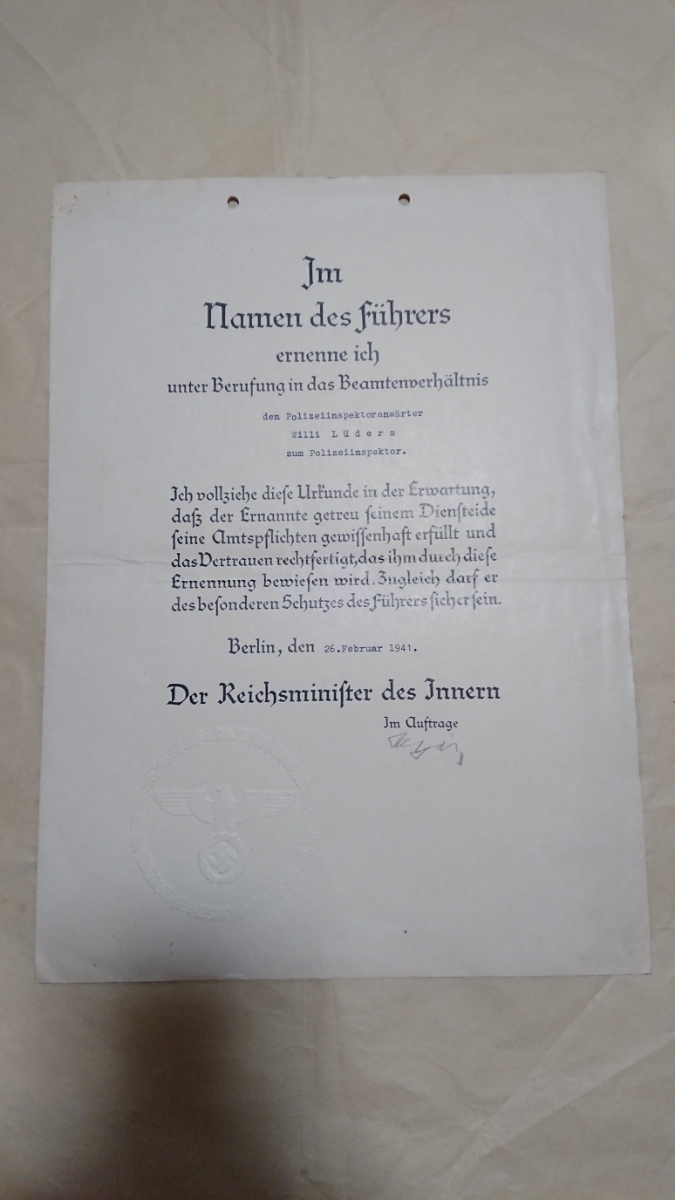 Im
Namen des Führers
ernenne ich
unter Berufung in das Beamtenverhältnis
den Polizeiinspektoranwärter
Willi L ü d e r s
zum Polizeiinspektor.
Ich vollziehe diese Urkunde in der Erwartung,
daß der Ernannte getreu seinem Diensteide
seine Amtspflichten gewissenhaft erfüllt und
das Vertrauen rechtfertigt, das ihm durch diese
Ernennung bewiesen wird. Zugleich darf er
des besonderen Schutzes des Führers sicher sein.
Berlin, den 26.Februar 1941.
Der Reichsminister des Innern
Im Auftrage